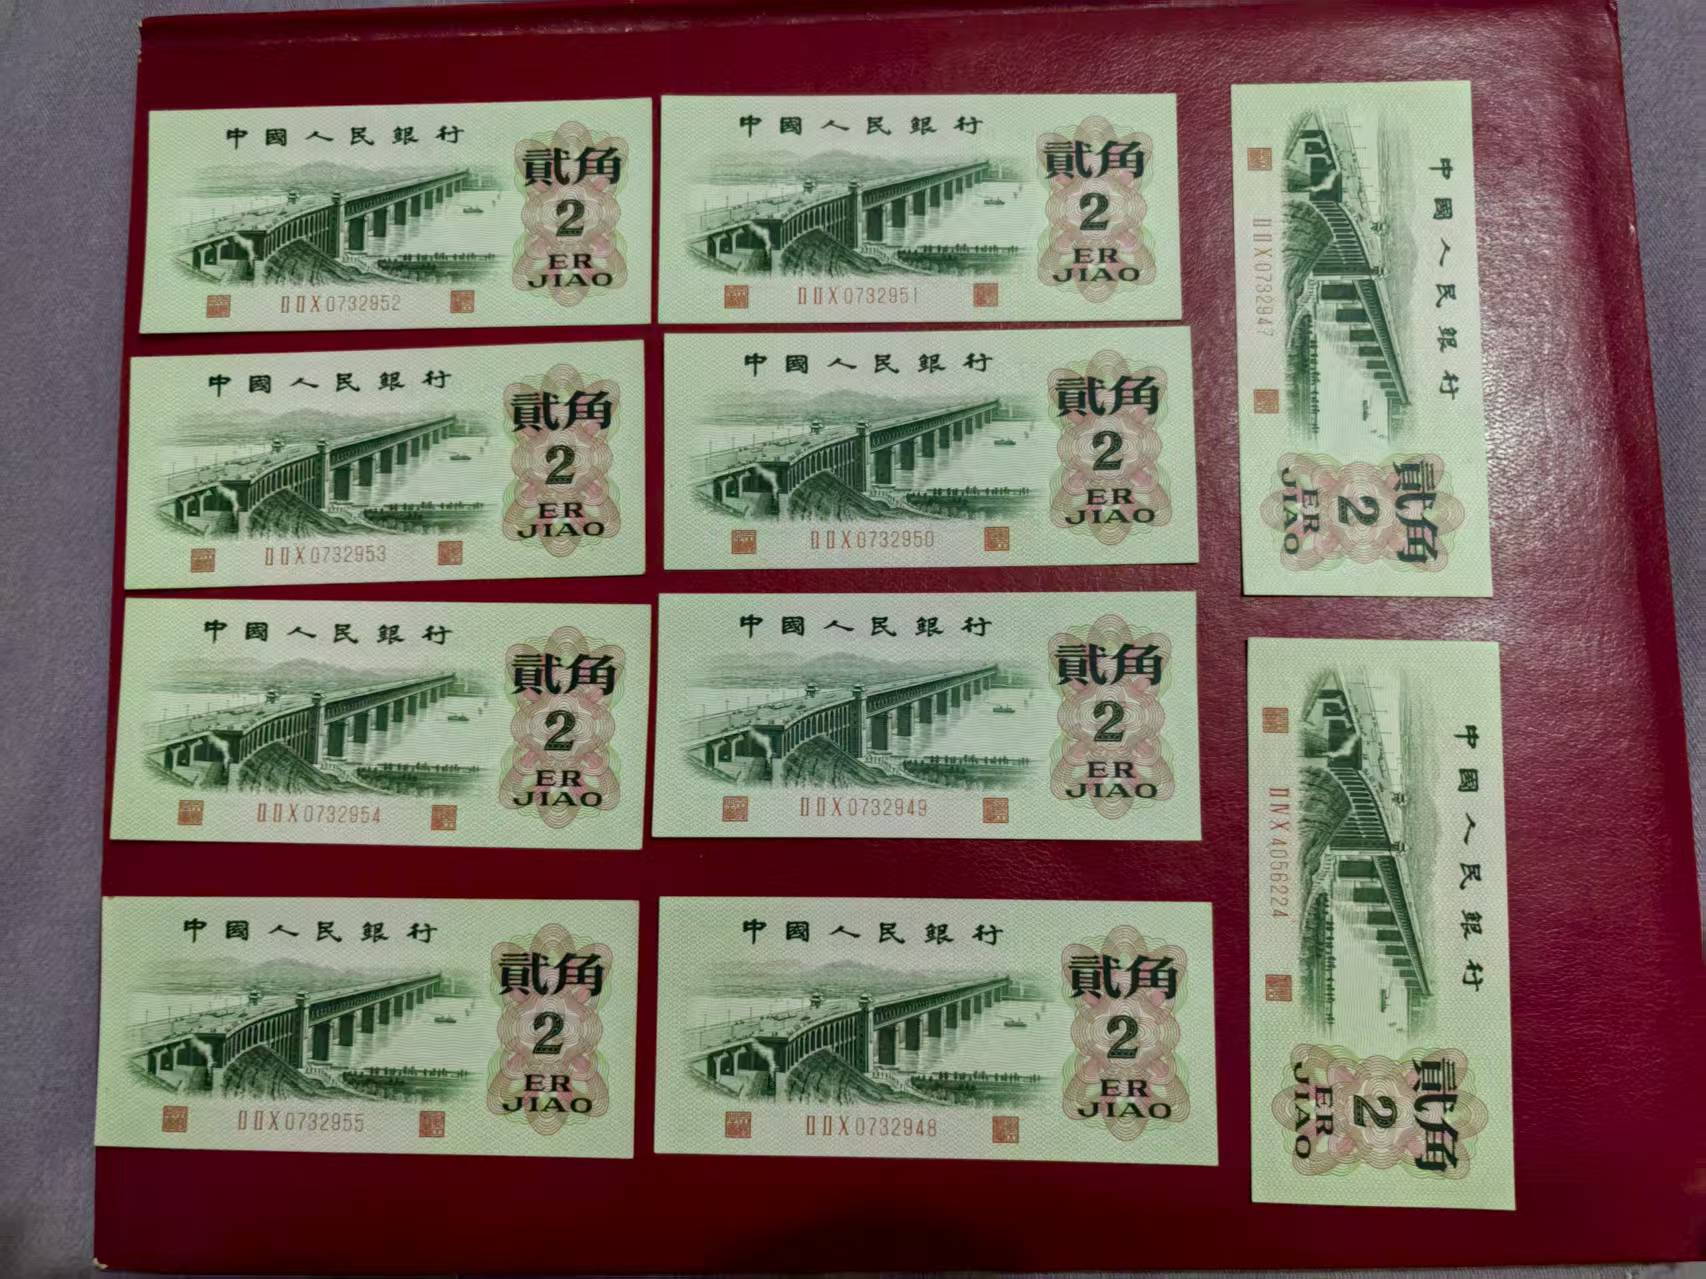 中國人民銀行
貳角
2
ER
JIAO
ⅡⅡX0732952
中國人民銀行
貳角
2
ER
JIAO
ⅡⅡX0732951
中國人民銀行
貳角
2
ER
JIAO
ⅡⅡX0732953
中國人民銀行
貳角
2
ER
JIAO
ⅡⅡX0732950
中國人民銀行
貳角
2
ER
JIAO
ⅡⅡX0732954
中國人民銀行
貳角
2
ER
JIAO
ⅡⅡX0732949
中國人民銀行
貳角
2
ER
JIAO
ⅡⅡX0732955
中國人民銀行
貳角
2
ER
JIAO
ⅡⅡX0732948
中國人民銀行
貳角
2
ER
JIAO
ⅡⅡX0732947
中國人民銀行
貳角
2
ER
JIAO
ⅡⅣX4056224